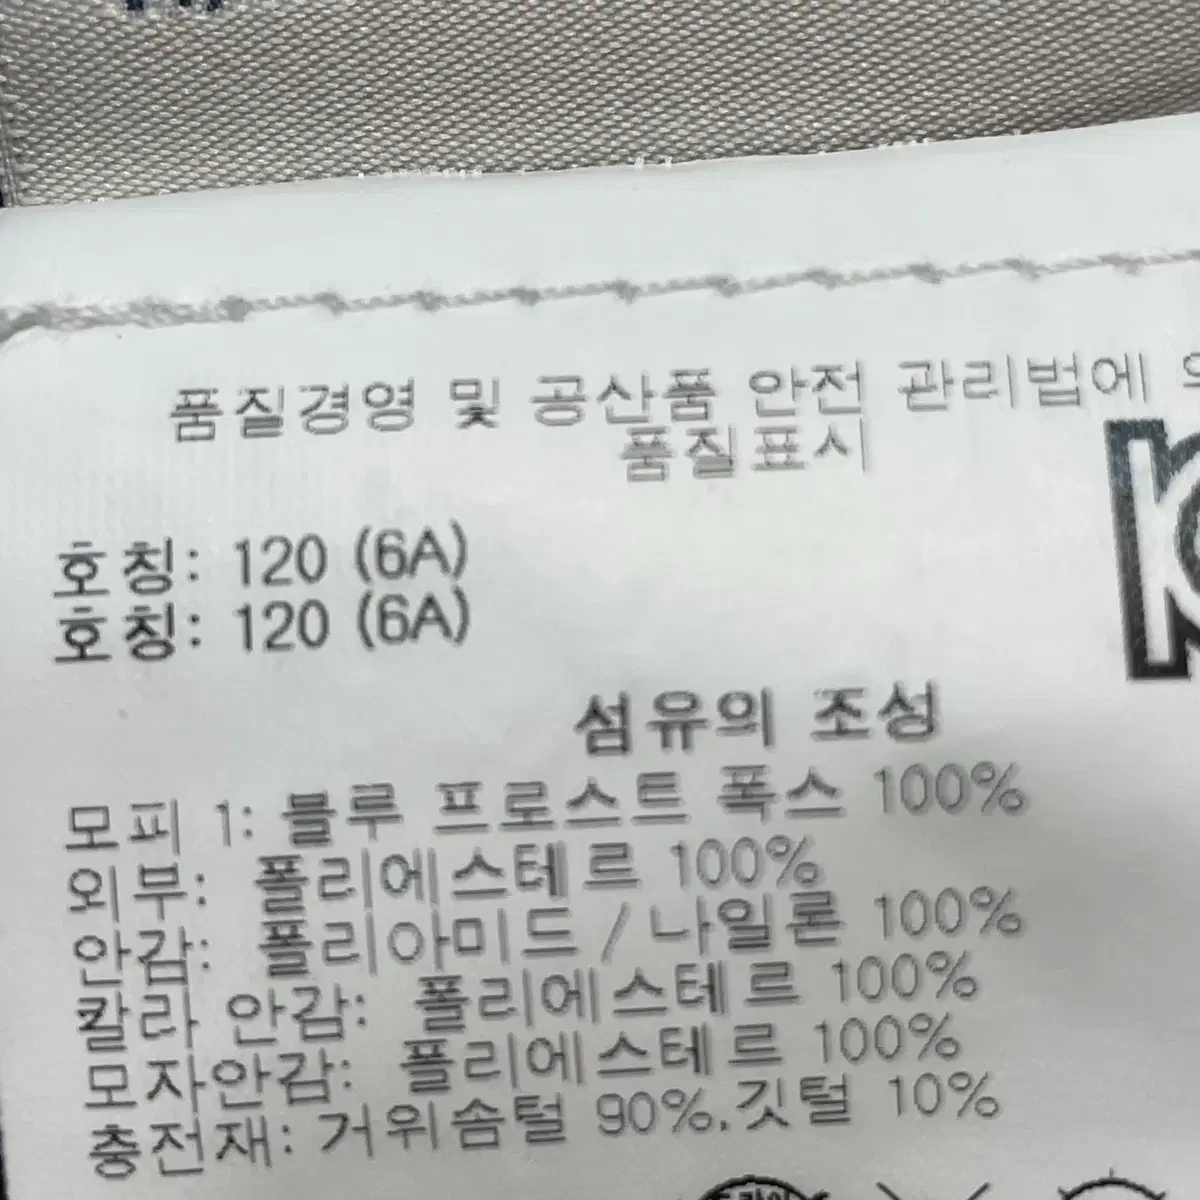 품질경영 및 공산품 안전 관리법에
품질표시
호칭: 120 (6A)
호칭: 120 (6A)
섬유의 조성
모피 1: 블루 프로스트 폭스 100%
외부: 폴리에스테르 100%
안감: 폴리아미드 / 나일론 100%
칼라 안감: 폴리에스테르 100%
모자안감: 폴리에스테르 100%
충전재: 거위솜털 90%,깃털 10%